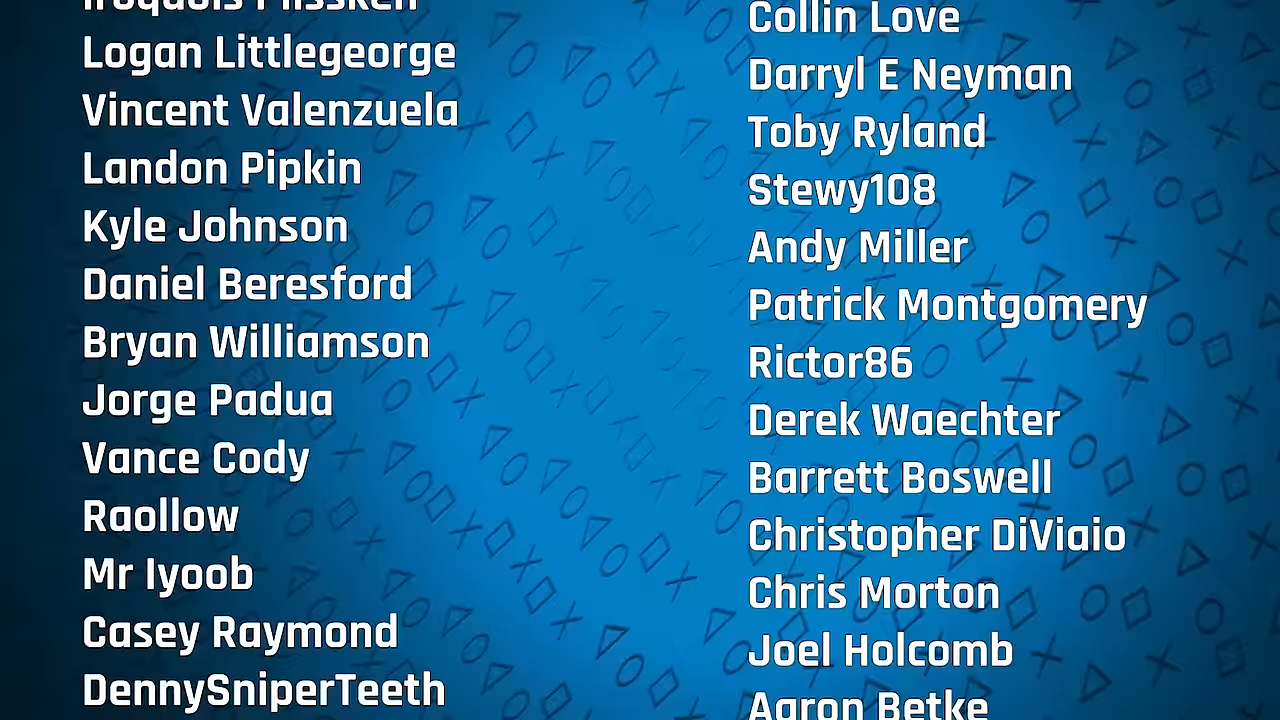 Iroquois Plissken
Logan Littlegeorge
Vincent Valenzuela
Landon Pipkin
Kyle Johnson
Daniel Beresford
Bryan Williamson
Jorge Padua
Vance Cody
Raollow
Mr Iyoob
Casey Raymond
DennySniperTeeth
Collin Love
Darryl E Neyman
Toby Ryland
Stewy108
Andy Miller
Patrick Montgomery
Rictor86
Derek Waechter
Barrett Boswell
Christopher DiViaio
Chris Morton
Joel Holcomb
Aaron Betke